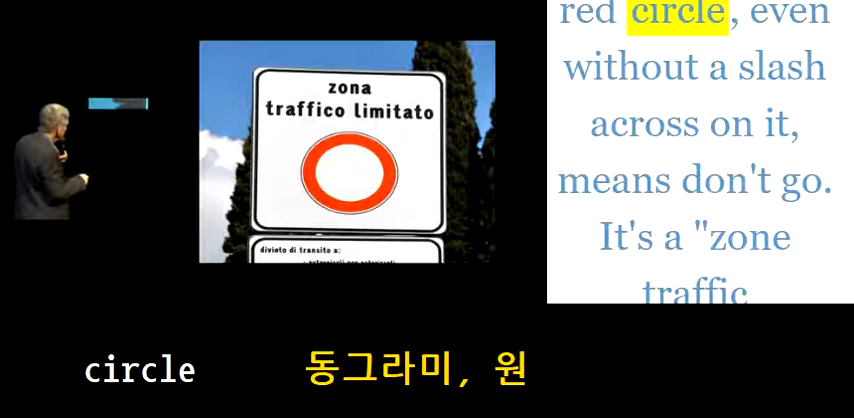 zona
traffico limitato
divieto di transito a:
red circle, even
without a slash
across on it,
means don't go.
It's a "zone
traffic
circle 동그라미, 원